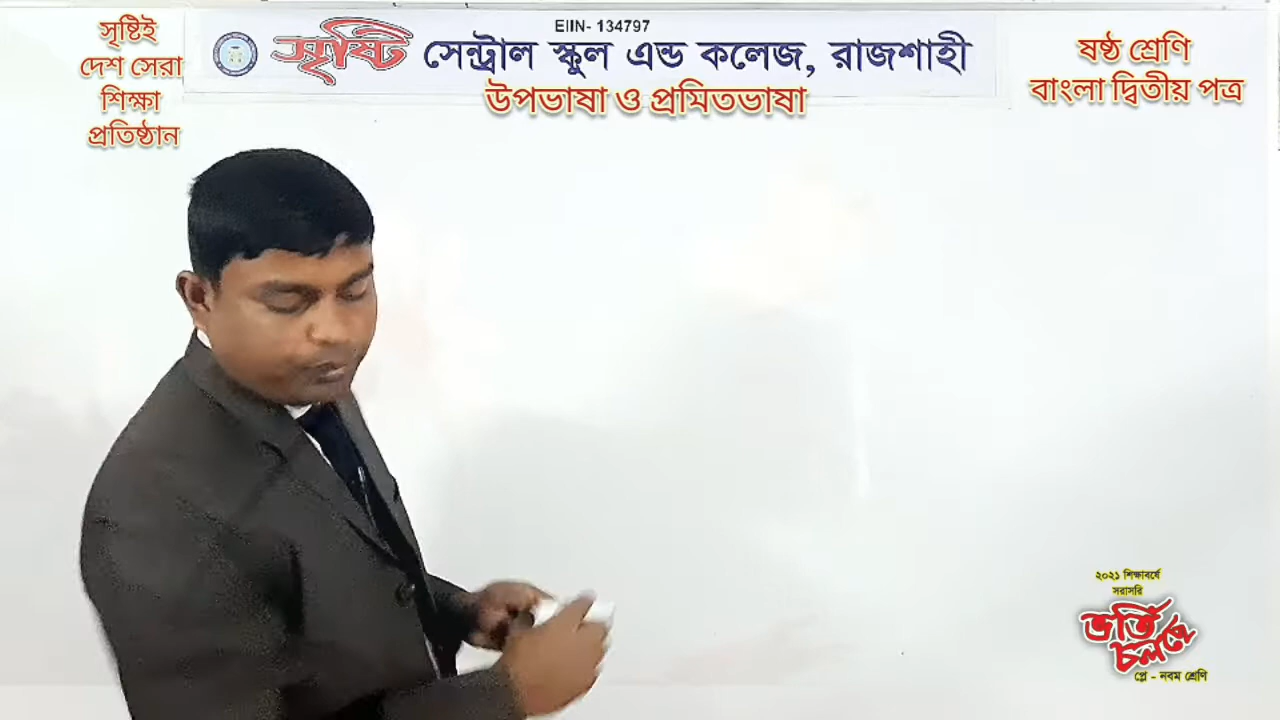 সৃষ্টিই
দেশ সেরা
শিক্ষা
প্রতিষ্ঠান
EIIN- 134797
সৃষ্টি সেন্ট্রাল স্কুল এন্ড কলেজ, রাজশাহী
উপভাষা ও প্রমিতভাষা
ষষ্ঠ শ্রেণি
বাংলা দ্বিতীয় পত্র
২০২১ শিক্ষাবর্ষে
সরাসরি
ভর্তি
চলছে
প্লে - নবম শ্রেণি